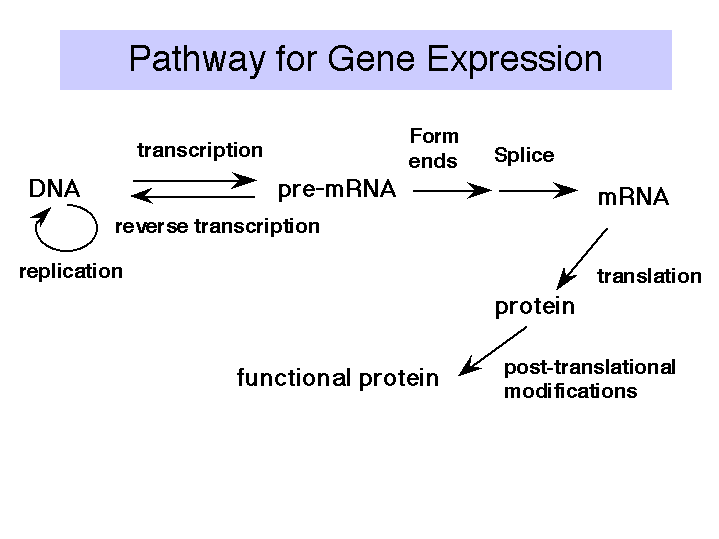 Pathway for Gene Expression
transcription
Form
ends
Splice
DNA
pre-mRNA
mRNA
reverse transcription
replication
translation
protein
functional protein
post-translational
modifications